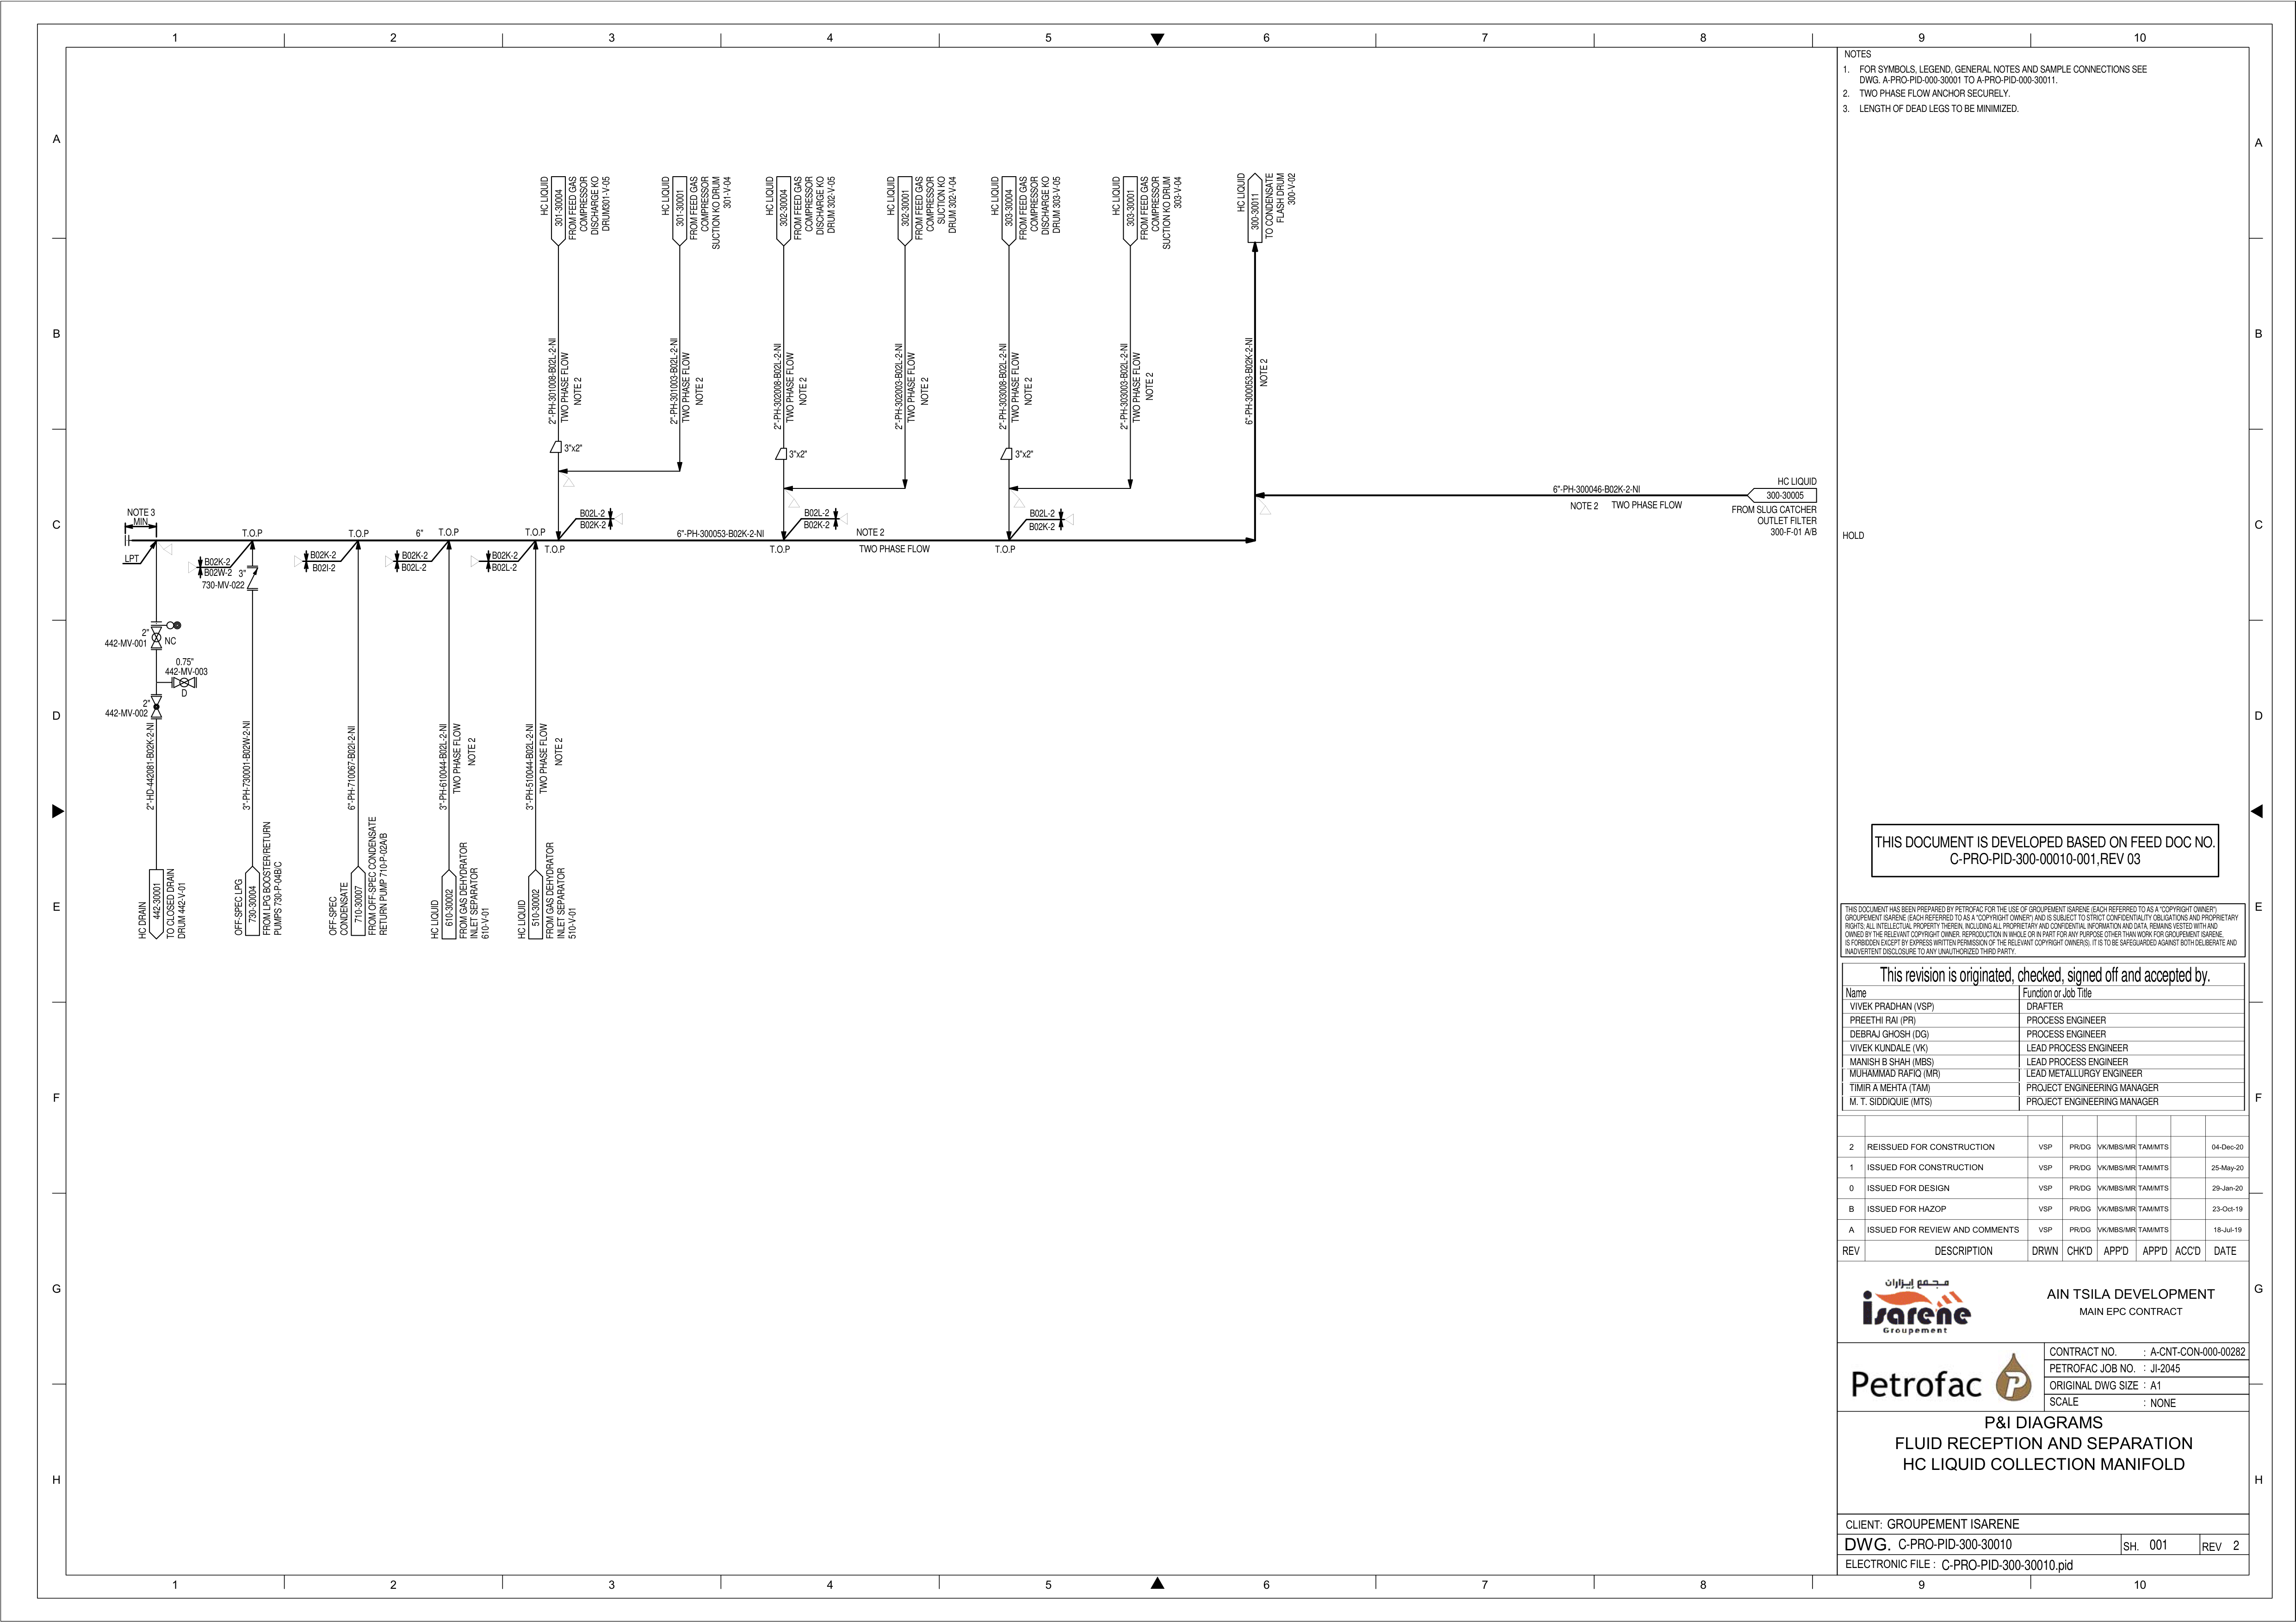 1 2 3 4 5 6 7 8 9 10
A
B
C
D
E
F
G
H
HC LIQUID
301-30004
FROM FEED GAS
COMPRESSOR
DISCHARGE KO
DRUM301-V-05
HC LIQUID
301-30001
FROM FEED GAS
COMPRESSOR
SUCTION KO DRUM
301-V-04
HC LIQUID
302-30004
FROM FEED GAS
COMPRESSOR
DISCHARGE KO
DRUM 302-V-05
HC LIQUID
302-30001
FROM FEED GAS
COMPRESSOR
SUCTION KO
DRUM 302-V-04
HC LIQUID
303-30004
FROM FEED GAS
COMPRESSOR
DISCHARGE KO
DRUM 303-V-05
HC LIQUID
303-30001
FROM FEED GAS
COMPRESSOR
SUCTION KO DRUM
303-V-04
HC LIQUID
300-30011
TO CONDENSATE
FLASH DRUM
300-V-02
2"-PH-301008-B02L-2-NI
TWO PHASE FLOW
NOTE 2
2"-PH-301003-B02L-2-NI
TWO PHASE FLOW
NOTE 2
2"-PH-302008-B02L-2-NI
TWO PHASE FLOW
NOTE 2
2"-PH-302003-B02L-2-NI
TWO PHASE FLOW
NOTE 2
2"-PH-303008-B02L-2-NI
TWO PHASE FLOW
NOTE 2
2"-PH-303003-B02L-2-NI
TWO PHASE FLOW
NOTE 2
6"-PH-300053-B02K-2-NI
NOTE 2
3"x2"
3"x2"
3"x2"
B02L-2
B02K-2
B02L-2
B02K-2
B02L-2
B02K-2
6"-PH-300046-B02K-2-NI
NOTE 2 TWO PHASE FLOW
HC LIQUID
300-30005
FROM SLUG CATCHER
OUTLET FILTER
300-F-01 A/B
NOTE 3
MIN.
LPT
T.O.P
T.O.P
6"
T.O.P
T.O.P
T.O.P
6"-PH-300053-B02K-2-NI
T.O.P
NOTE 2
TWO PHASE FLOW
T.O.P
B02K-2
B02W-2
3"
730-MV-022
B02K-2
B02I-2
B02K-2
B02L-2
B02K-2
B02L-2
2"
442-MV-001
NC
0.75"
442-MV-003
D
2"
442-MV-002
2"-HD-442081-B02K-2-NI
3"-PH-730001-B02W-2-NI
6"-PH-710067-B02I-2-NI
3"-PH-610044-B02L-2-NI
TWO PHASE FLOW
NOTE 2
3"-PH-510044-B02L-2-NI
TWO PHASE FLOW
NOTE 2
HC DRAIN
442-30001
TO CLOSED DRAIN
DRUM 442-V-01
OFF-SPEC LPG
730-30004
FROM LPG BOOSTER/RETURN
PUMPS 730-P-04B/C
OFF-SPEC
CONDENSATE
710-30007
FROM OFF-SPEC CONDENSATE
RETURN PUMP 710-P-02A/B
HC LIQUID
610-30002
FROM GAS DEHYDRATOR
INLET SEPARATOR
610-V-01
HC LIQUID
510-30002
FROM GAS DEHYDRATOR
INLET SEPARATOR
510-V-01
NOTES
1. FOR SYMBOLS, LEGEND, GENERAL NOTES AND SAMPLE CONNECTIONS SEE
DWG. A-PRO-PID-000-30001 TO A-PRO-PID-000-30011.
2. TWO PHASE FLOW ANCHOR SECURELY.
3. LENGTH OF DEAD LEGS TO BE MINIMIZED.
HOLD
THIS DOCUMENT IS DEVELOPED BASED ON FEED DOC NO.
C-PRO-PID-300-00010-001,REV 03
THIS DOCUMENT HAS BEEN PREPARED BY PETROFAC FOR THE USE OF GROUPEMENT ISARENE (EACH REFERRED TO AS A "COPYRIGHT OWNER")
GROUPEMENT ISARENE (EACH REFERRED TO AS A "COPYRIGHT OWNER") AND IS SUBJECT TO STRICT CONFIDENTIALITY OBLIGATIONS AND PROPRIETARY
RIGHTS; ALL INTELLECTUAL PROPERTY THEREIN, INCLUDING ALL PROPRIETARY AND CONFIDENTIAL INFORMATION AND DATA, REMAINS VESTED WITH AND
OWNED BY THE RELEVANT COPYRIGHT OWNER. REPRODUCTION IN WHOLE OR IN PART FOR ANY PURPOSE OTHER THAN WORK FOR GROUPEMENT ISARENE,
IS FORBIDDEN EXCEPT BY EXPRESS WRITTEN PERMISSION OF THE RELEVANT COPYRIGHT OWNER(S). IT IS TO BE SAFEGUARDED AGAINST BOTH DELIBERATE AND
INADVERTENT DISCLOSURE TO ANY UNAUTHORIZED THIRD PARTY.
This revision is originated, checked, signed off and accepted by.
Name Function or Job Title
VIVEK PRADHAN (VSP) DRAFTER
PREETHI RAI (PR) PROCESS ENGINEER
DEBRAJ GHOSH (DG) PROCESS ENGINEER
VIVEK KUNDALE (VK) LEAD PROCESS ENGINEER
MANISH B SHAH (MBS) LEAD PROCESS ENGINEER
MUHAMMAD RAFIQ (MR) LEAD METALLURGY ENGINEER
TIMIR A MEHTA (TAM) PROJECT ENGINEERING MANAGER
M. T. SIDDIQUIE (MTS) PROJECT ENGINEERING MANAGER
2 REISSUED FOR CONSTRUCTION VSP PR/DG VK/MBS/MR TAM/MTS 04-Dec-20
1 ISSUED FOR CONSTRUCTION VSP PR/DG VK/MBS/MR TAM/MTS 25-May-20
0 ISSUED FOR DESIGN VSP PR/DG VK/MBS/MR TAM/MTS 29-Jan-20
B ISSUED FOR HAZOP VSP PR/DG VK/MBS/MR TAM/MTS 23-Oct-19
A ISSUED FOR REVIEW AND COMMENTS VSP PR/DG VK/MBS/MR TAM/MTS 18-Jul-19
REV DESCRIPTION DRWN CHK'D APP'D APP'D ACC'D DATE
مجمع إيزاران
isarene
Groupement
AIN TSILA DEVELOPMENT
MAIN EPC CONTRACT
Petrofac
CONTRACT NO. : A-CNT-CON-000-00282
PETROFAC JOB NO. : JI-2045
ORIGINAL DWG SIZE : A1
SCALE : NONE
P&I DIAGRAMS
FLUID RECEPTION AND SEPARATION
HC LIQUID COLLECTION MANIFOLD
CLIENT: GROUPEMENT ISARENE
DWG. C-PRO-PID-300-30010 SH. 001 REV 2
ELECTRONIC FILE : C-PRO-PID-300-30010.pid
A
B
C
D
E
F
G
H
1 2 3 4 5 6 7 8 9 10